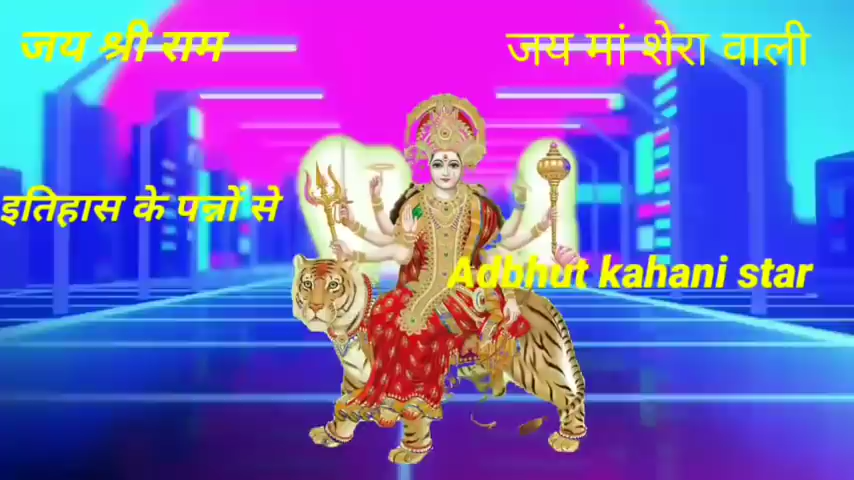 जय श्री राम
जय मां शेरा वाली
इतिहास के पन्नों से
Adbhut kahani star